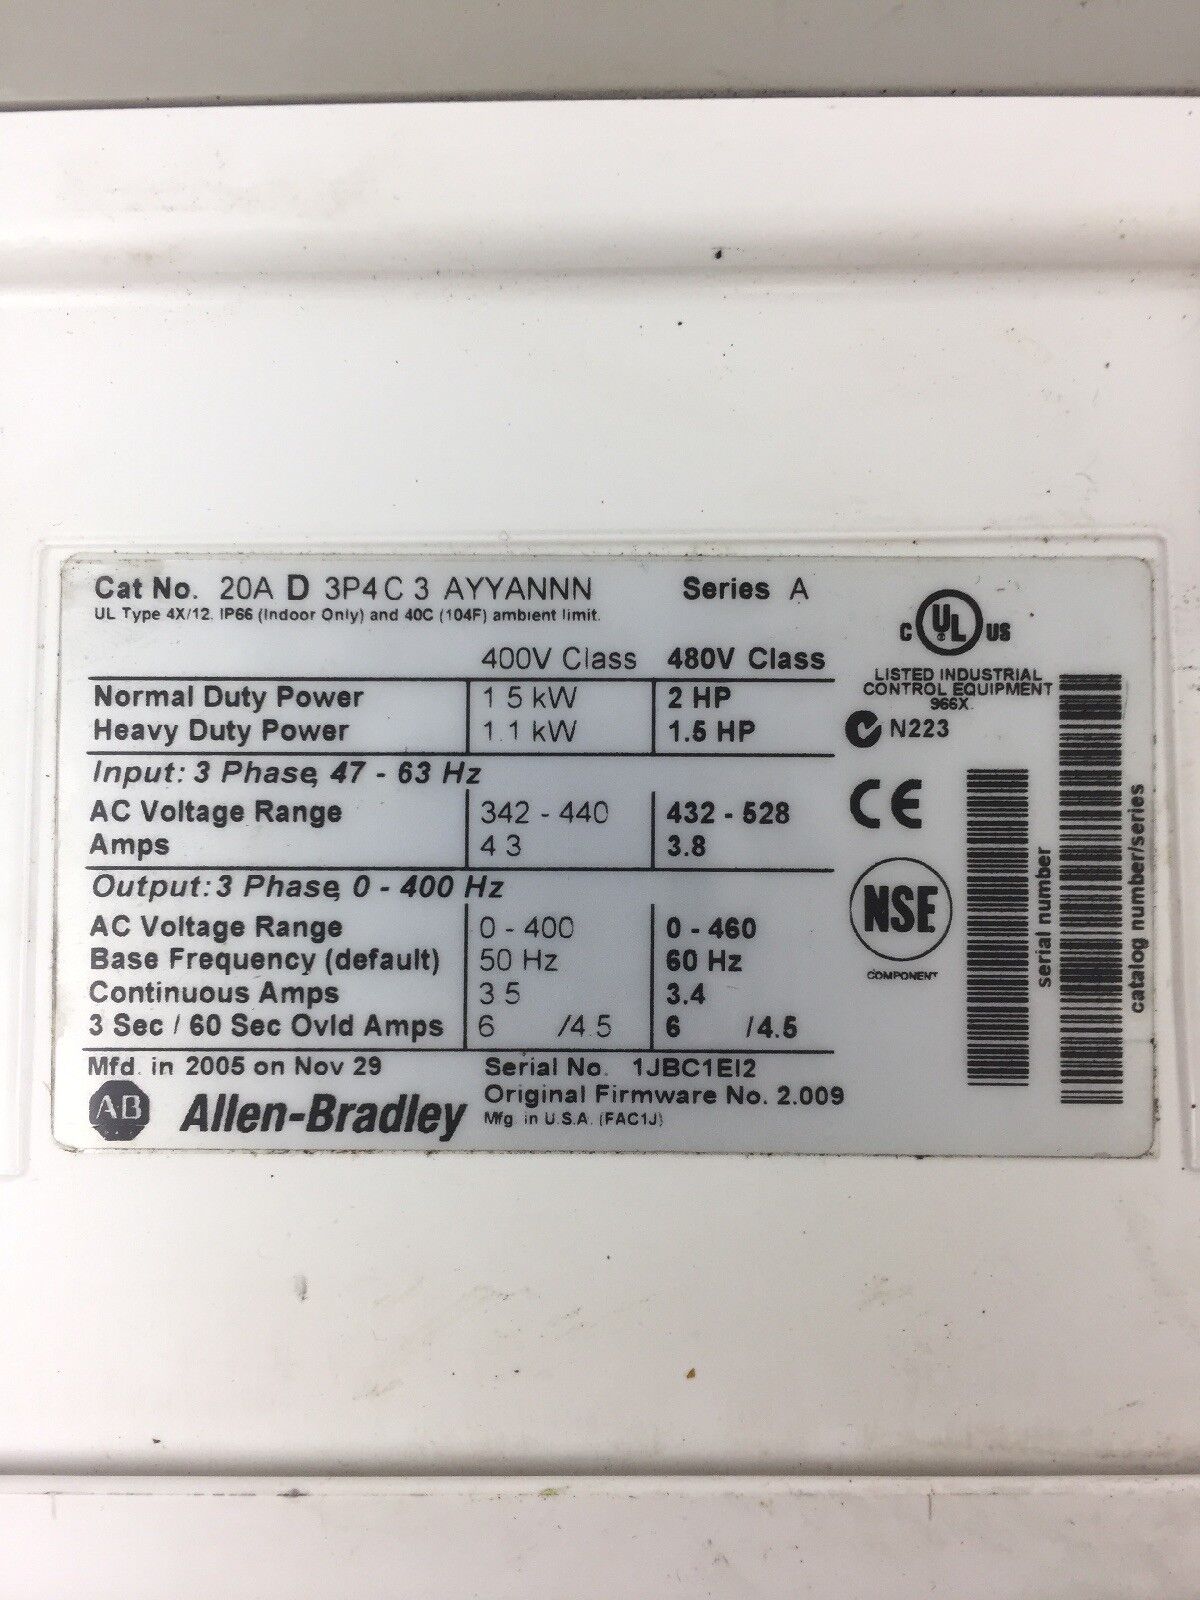 Cat No. 20A D 3P4 C 3 AYYANNN Series A
UL Type 4X/12, IP66 (Indoor Only) and 40C (104F) ambient limit.
400V Class 480V Class
Normal Duty Power 1 5 kW 2 HP
Heavy Duty Power 1.1 kW 1.5 HP
Input: 3 Phase, 47 - 63 Hz
AC Voltage Range 342 - 440 432 - 528
Amps 4 3 3.8
Output: 3 Phase, 0 - 400 Hz
AC Voltage Range 0 - 400 0 - 460
Base Frequency (default) 50 Hz 60 Hz
Continuous Amps 3 5 3.4
3 Sec / 60 Sec Ovld Amps 6 /4 5 6 /4.5
Mfd. in 2005 on Nov 29 Serial No. 1JBC1EI2
Original Firmware No. 2.009
AB Allen-Bradley Mfg. in U.S.A. (FAC1J)
C UL US
LISTED INDUSTRIAL
CONTROL EQUIPMENT
966X
N223
CE
NSE
COMPONENT
serial number
catalog number/series